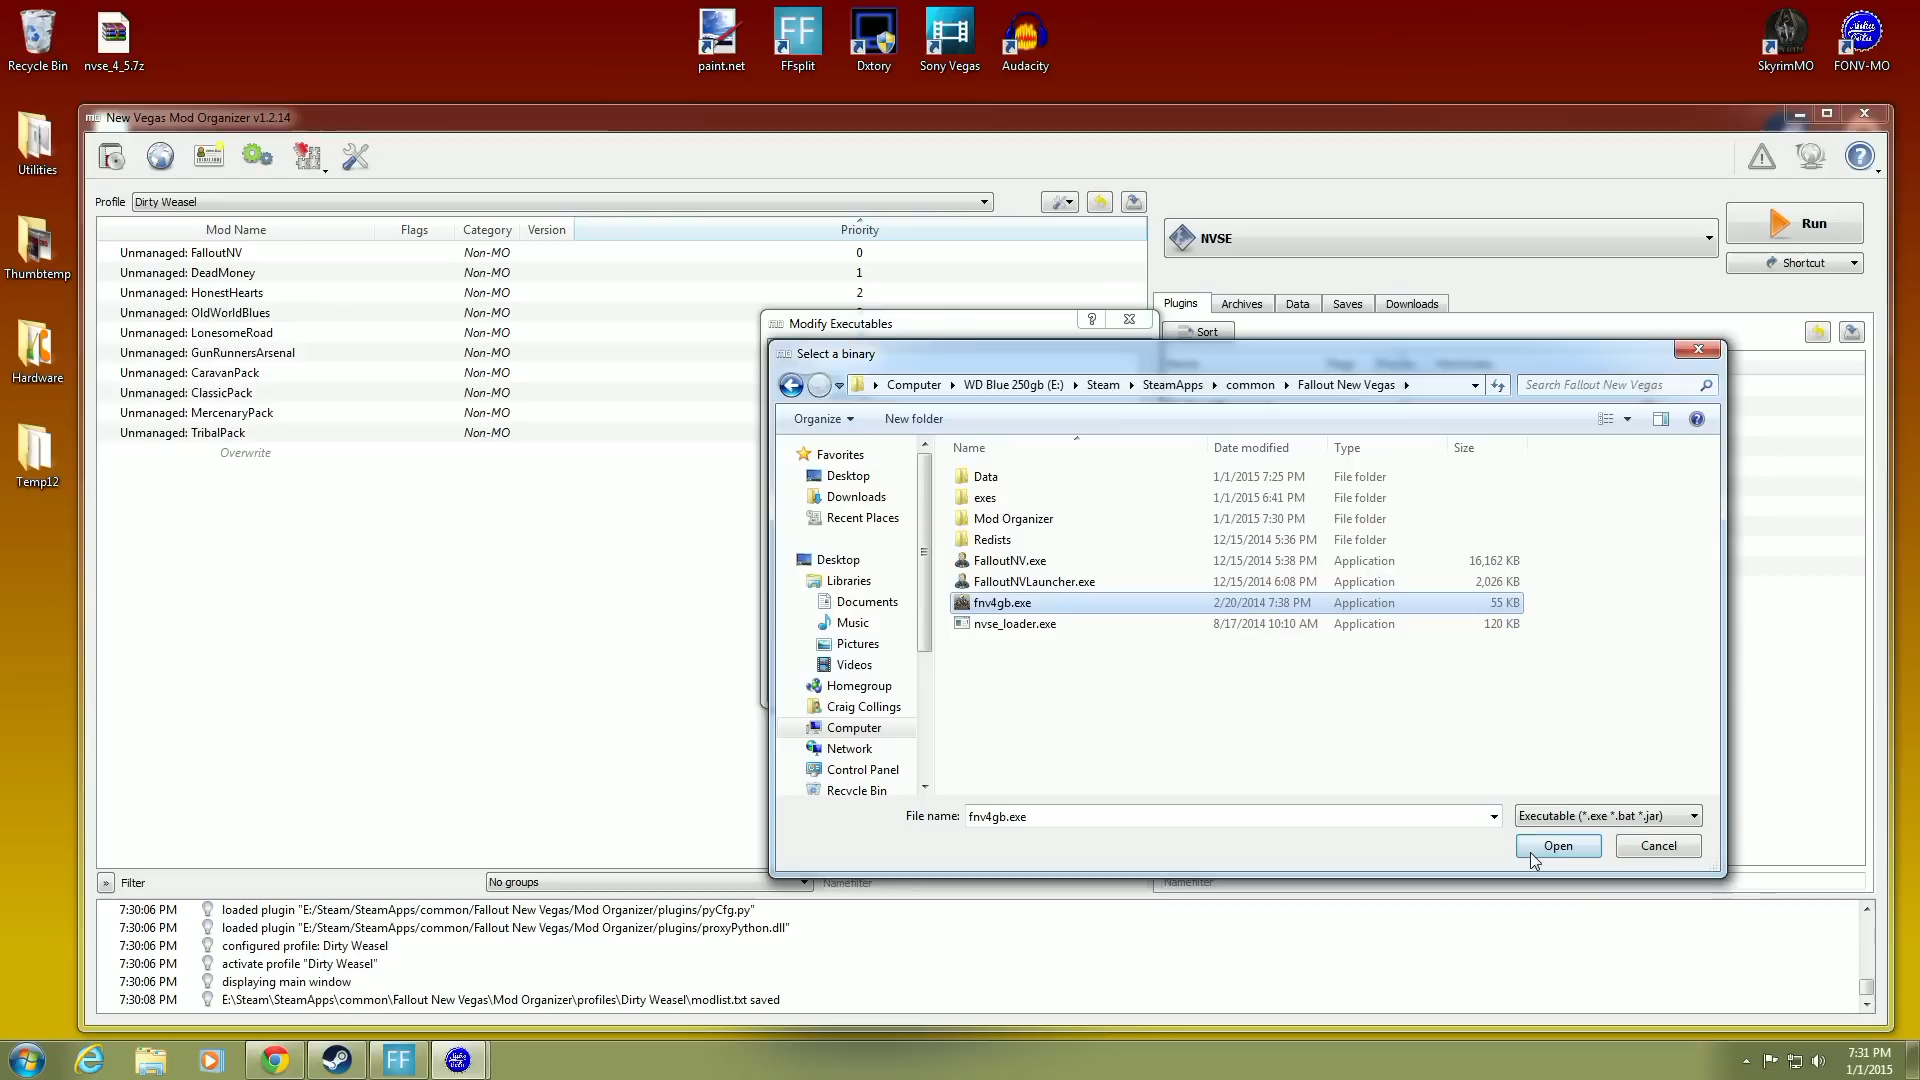 Recycle Bin
nvse_4_5.7z
paint.net
FFsplit
Dxtory
Sony Vegas
Audacity
SkyrimMO
FONV-MO
Utilities
Thumbtemp
Hardware
Temp12
New Vegas Mod Organizer v1.2.14
Profile Dirty Weasel
Mod Name Flags Category Version Priority
Unmanaged: FalloutNV Non-MO 0
Unmanaged: DeadMoney Non-MO 1
Unmanaged: HonestHearts Non-MO 2
Unmanaged: OldWorldBlues Non-MO
Unmanaged: LonesomeRoad Non-MO
Unmanaged: GunRunnersArsenal Non-MO
Unmanaged: CaravanPack Non-MO
Unmanaged: ClassicPack Non-MO
Unmanaged: MercenaryPack Non-MO
Unmanaged: TribalPack Non-MO
Overwrite
NVSE
Run
Shortcut
Plugins Archives Data Saves Downloads
Sort
Modify Executables
Select a binary
Computer WD Blue 250gb (E:) Steam SteamApps common Fallout New Vegas
Search Fallout New Vegas
Organize New folder
Favorites
Desktop
Downloads
Recent Places
Desktop
Libraries
Documents
Music
Pictures
Videos
Homegroup
Craig Collings
Computer
Network
Control Panel
Recycle Bin
Name Date modified Type Size
Data 1/1/2015 7:25 PM File folder
exes 1/1/2015 6:41 PM File folder
Mod Organizer 1/1/2015 7:30 PM File folder
Redists 12/15/2014 5:36 PM File folder
FalloutNV.exe 12/15/2014 5:38 PM Application 16,162 KB
FalloutNVLauncher.exe 12/15/2014 6:08 PM Application 2,026 KB
fnv4gb.exe 2/20/2014 7:38 PM Application 55 KB
nvse_loader.exe 8/17/2014 10:10 AM Application 120 KB
File name: fnv4gb.exe
Executable (*.exe *.bat *.jar)
Open
Cancel
» Filter No groups Namefilter Namefilter
7:30:06 PM loaded plugin "E:/Steam/SteamApps/common/Fallout New Vegas/Mod Organizer/plugins/pyCfg.py"
7:30:06 PM loaded plugin "E:/Steam/SteamApps/common/Fallout New Vegas/Mod Organizer/plugins/proxyPython.dll"
7:30:06 PM configured profile: Dirty Weasel
7:30:06 PM activate profile "Dirty Weasel"
7:30:06 PM displaying main window
7:30:08 PM E:\Steam\SteamApps\common\Fallout New Vegas\Mod Organizer\profiles\Dirty Weasel\modlist.txt saved
FF
7:31 PM
1/1/2015